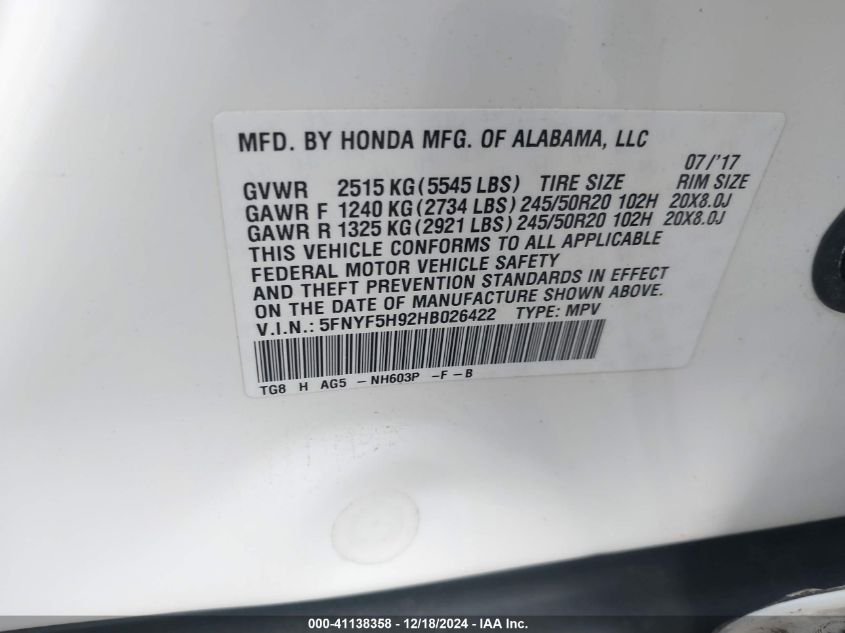 MFD. BY HONDA MFG. OF ALABAMA, LLC
07/'17
GVWR 2515 KG (5545 LBS) TIRE SIZE RIM SIZE
GAWR F 1240 KG (2734 LBS) 245/50R20 102H 20X8.0J
GAWR R 1325 KG (2921 LBS) 245/50R20 102H 20X8.0J
THIS VEHICLE CONFORMS TO ALL APPLICABLE
FEDERAL MOTOR VEHICLE SAFETY
AND THEFT PREVENTION STANDARDS IN EFFECT
ON THE DATE OF MANUFACTURE SHOWN ABOVE.
V.I.N.: 5FNYF5H92HB026422 TYPE: MPV
TG8 H AG5 -NH603P -F-B
000-41138358 - 12/18/2024 - IAA Inc.